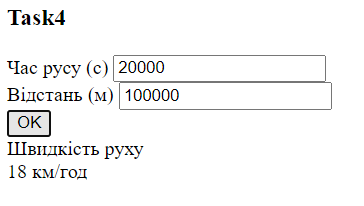 Task4
Час русу (с) 20000
Відстань (м) 100000
OK
Швидкість руху
18 км/год